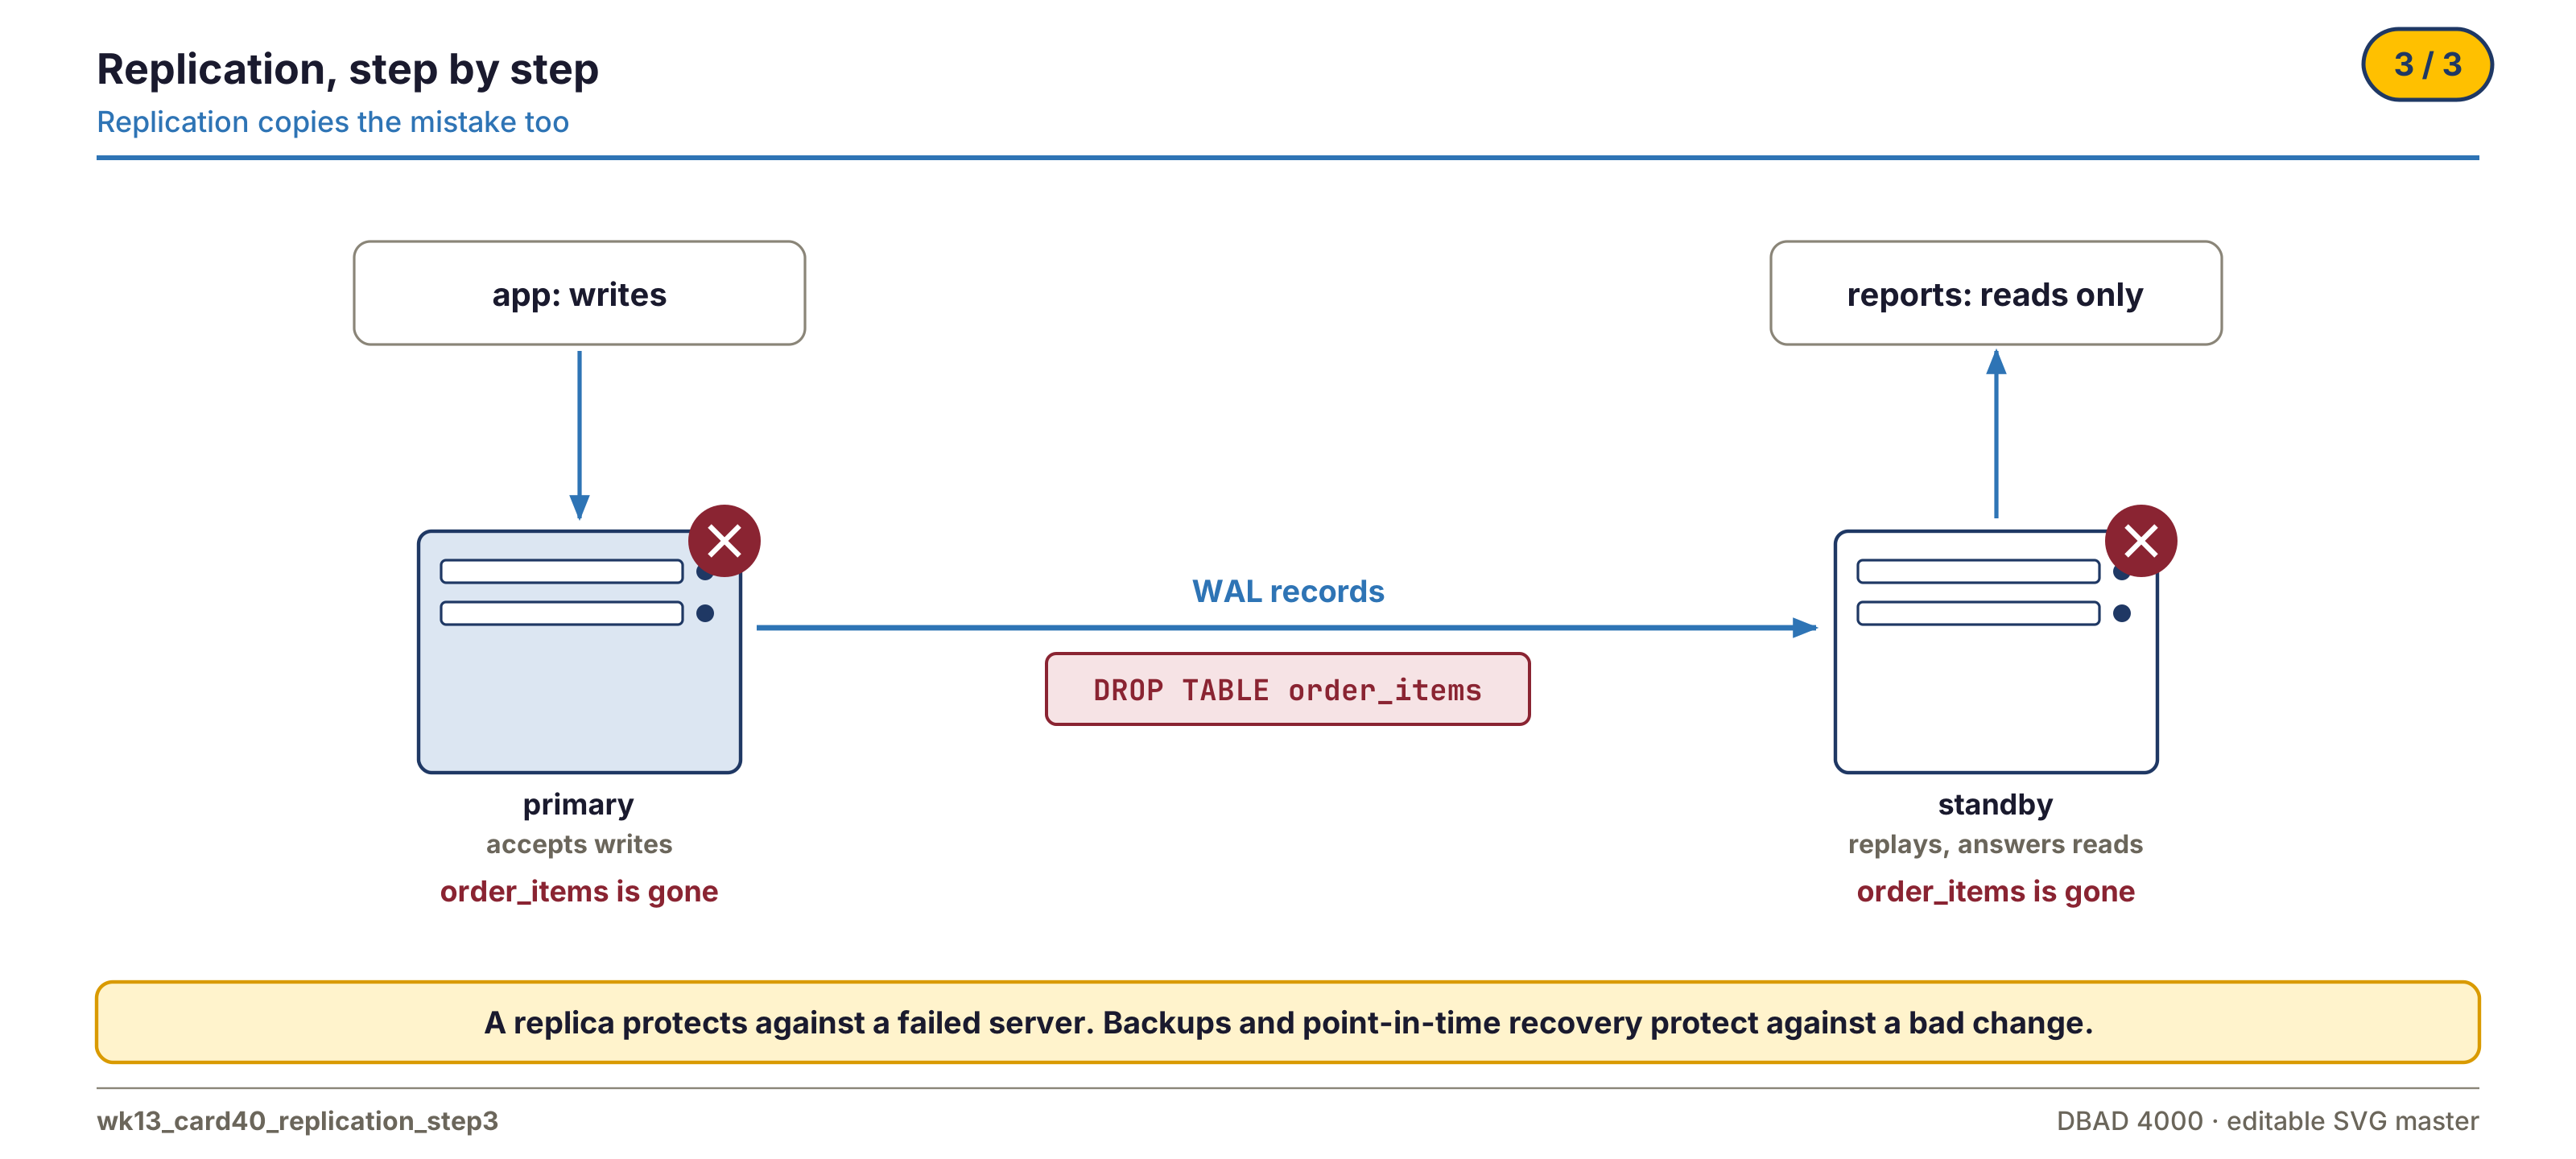 Replication, step by step
3 / 3
Replication copies the mistake too
app: writes
reports: reads only
WAL records
DROP TABLE order_items
primary
accepts writes
order_items is gone
standby
replays, answers reads
order_items is gone
A replica protects against a failed server. Backups and point-in-time recovery protect against a bad change.
wk13_card40_replication_step3
DBAD 4000 · editable SVG master